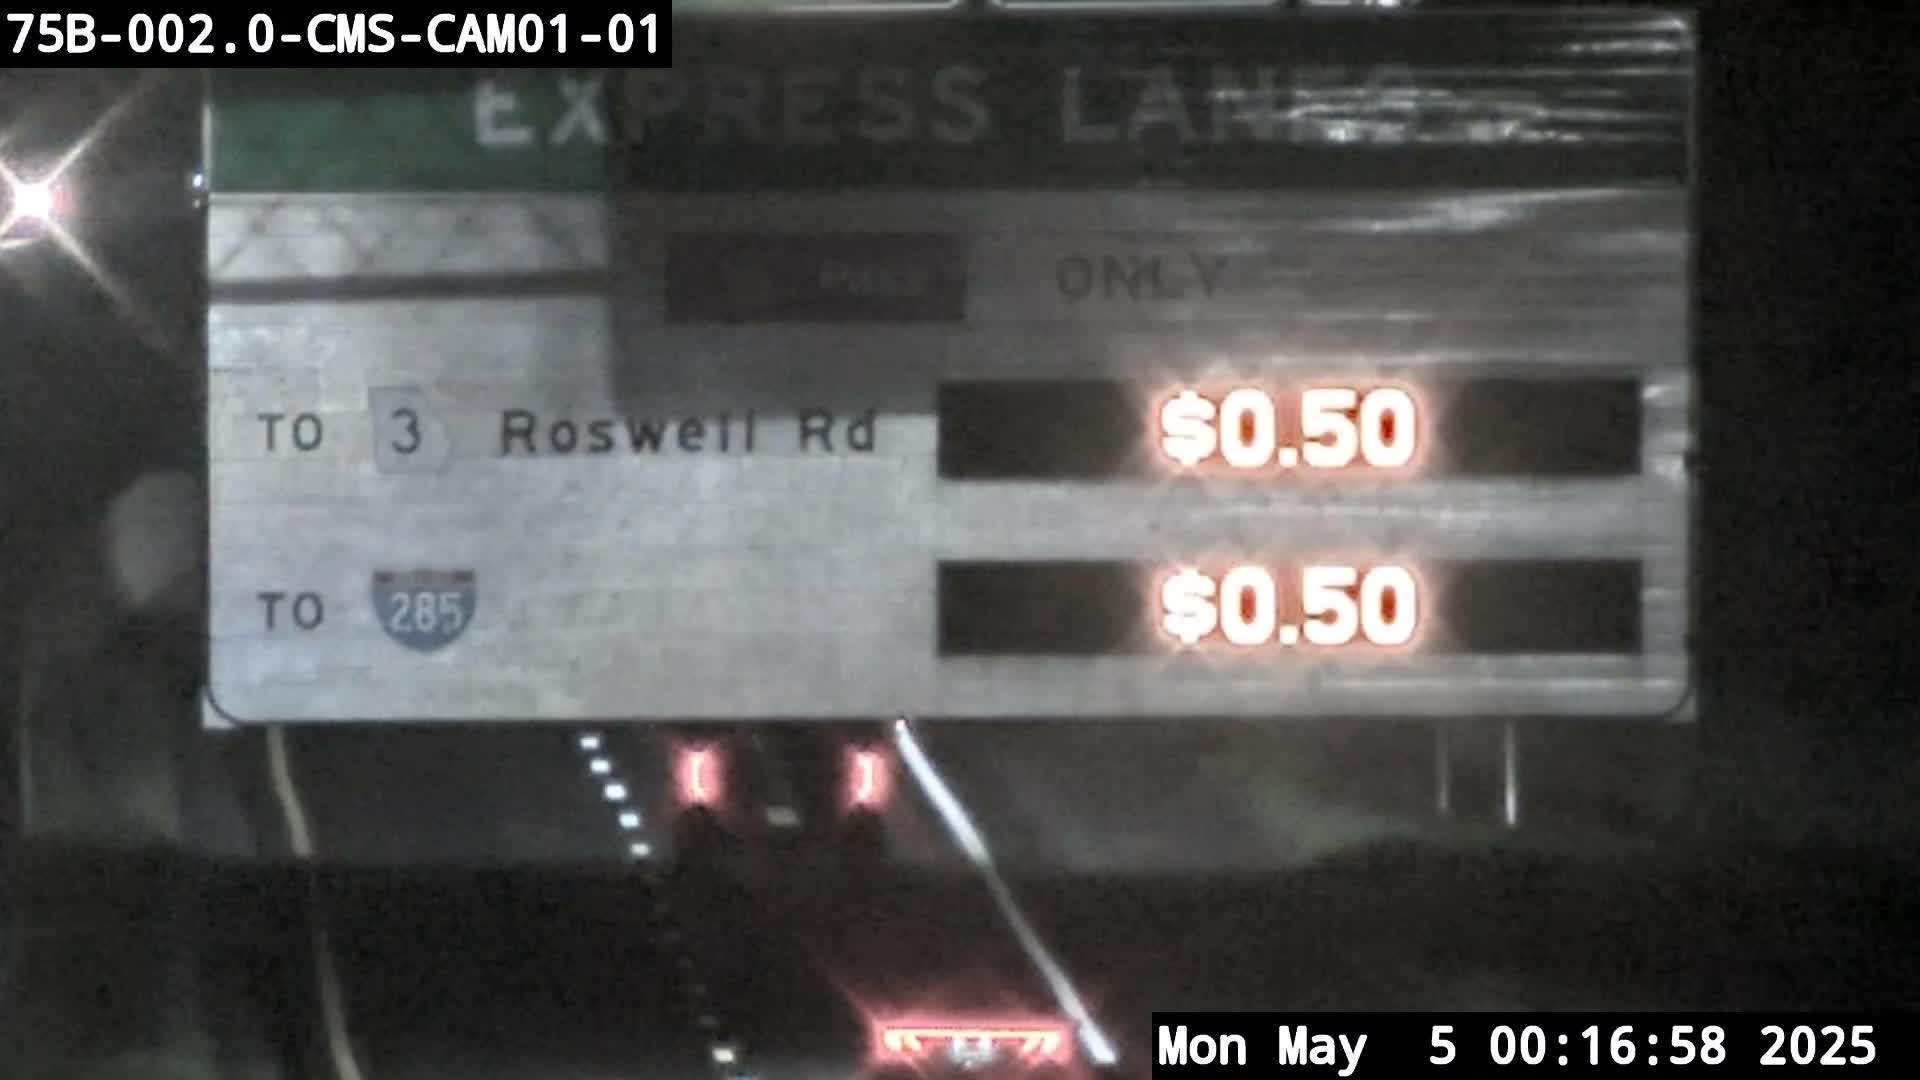 75B-002.0-CMS-CAM01-01
EXPRESS LANES
Pass ONLY
TO 3 Roswell Rd $0.50
TO 285 $0.50
Mon May 5 00:16:58 2025